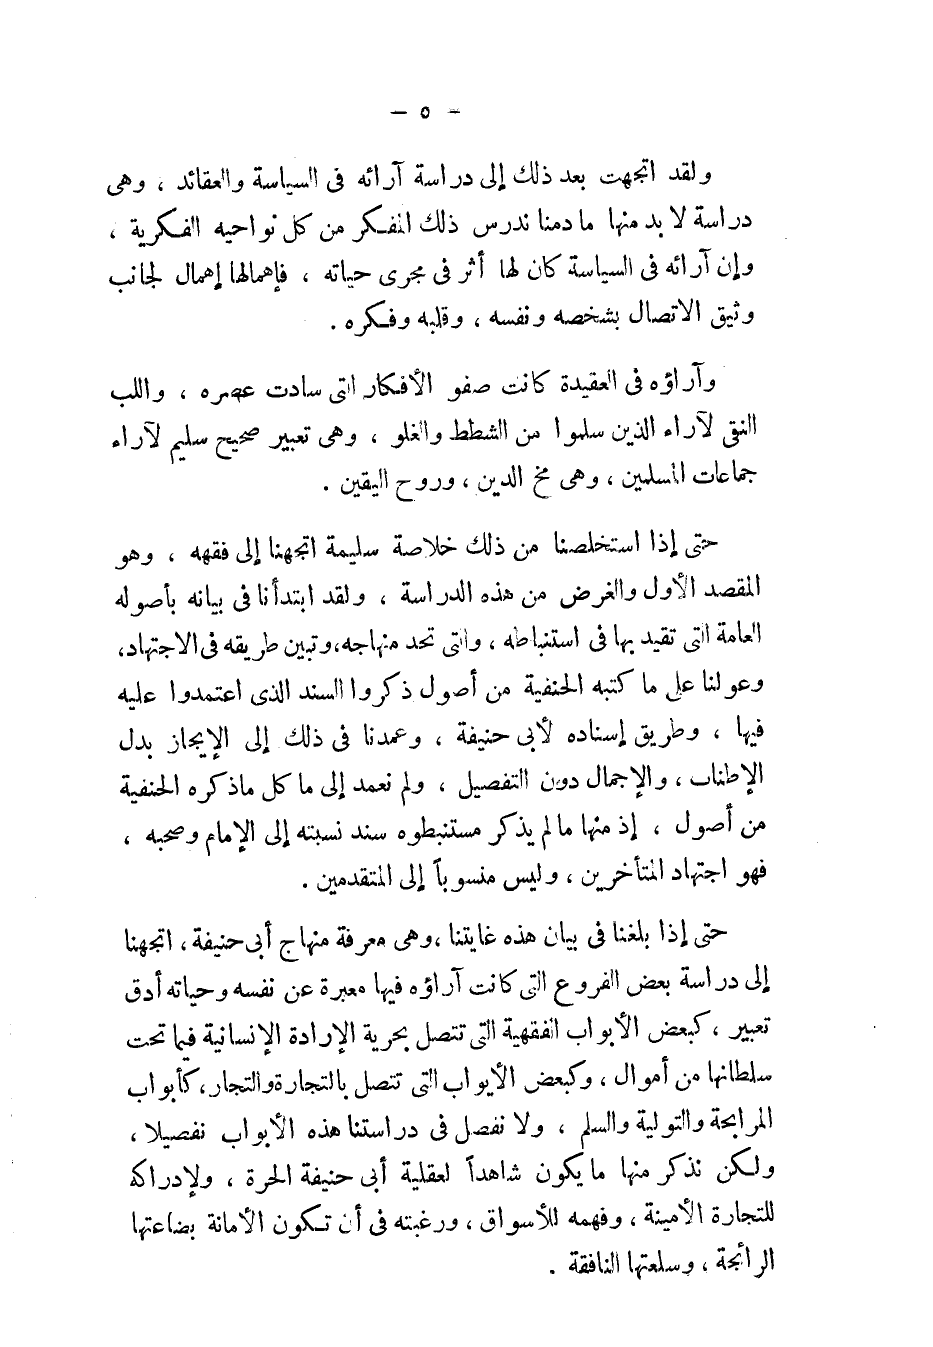 — ٥ —
ولقد اتجهت بعد ذلك إلى دراسة آرائه فى السياسة والعقائد ، وهى
دراسة لا بد منها ما دمنا ندرس ذلك المفكر من كل نواحيه الفكرية ،
وإن آرائه فى السياسة كان لها أثر فى مجرى حياته ، فإهمالها إهمال لجانب
وثيق الاتصال بشخصه ونفسه ، وقلبه وفكره .
وآراؤه فى العقيدة كانت صفو الأفكار التى سادت عصره ، واللب
النقى لآراء الذين سلموا من الشطط والغلو ، وهى تعبير صحيح سليم لآراء
جماعات المسلمين ، وهى مخ الدين ، وروح اليقين .
حتى إذا استخلصنا من ذلك خلاصة سليمة اتجهنا إلى فقهه ، وهو
المقصد الأول والغرض من هذه الدراسة ، ولقد ابتدأنا فى بيانه بأصوله
العامة التى تقيد بها فى استنباطه ، والتى تحد منهاجه، وتبين طريقه فى الاجتهاد،
وعولنا على ما كتبه الحنفية من أصول ذكروا السند الذى اعتمدوا عليه
فيها ، وطريق إسناده لأبى حنيفة ، وعمدنا فى ذلك إلى الإيجاز بدل
الإطناب ، والإجمال دون التفصيل ، ولم نعمد إلى ما كل ماذكره الحنفية
من أصول ، إذ منها ما لم يذكر مستنبطوه سند نسبته إلى الإمام وصحبه ،
فهو اجتهاد المتأخرين ، وليس منسوباً إلى المتقدمين .
حتى إذا بلغنا فى بيان هذه غايتنا ،وهى معرفة منهاج أبى حنيفة، اتجهنا
إلى دراسة بعض الفروع التى كانت آراؤه فيها معبرة عن نفسه وحياته أدق
تعبير ، كبعض الأبواب الفقهية التى تتصل بحرية الإرادة الإنسانية فيما تحت
سلطانها من أموال ، وكبعض الأبواب التى تتصل بالتجارة والتجار، كأبواب
المرابحة والتولية والسلم ، ولا نفصل فى دراستنا هذه الأبواب تفصيلا ،
ولكن نذكر منها ما يكون شاهداً لعقلية أبى حنيفة الحرة ، ولإدراكه
للتجارة الأمينة ، وفهمه للأسواق ، ورغبته فى أن تكون الأمانة بضاعتها
الرائجة ، وسلعتها النافقة .